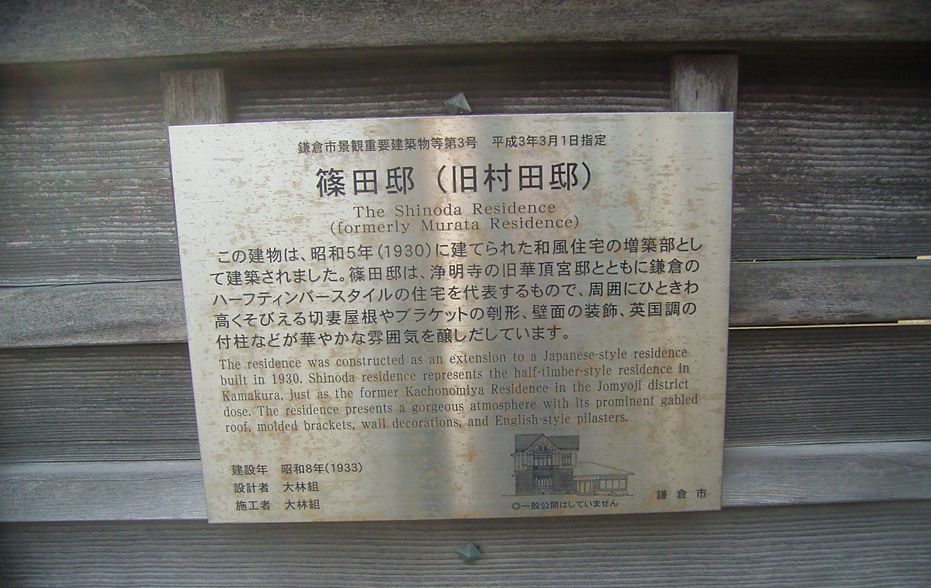 鎌倉市景観重要建築物等第3号　平成3年3月1日指定
篠田邸（旧村田邸）
The Shinoda Residence
(formerly Murata Residence)
この建物は、昭和5年(1930)に建てられた和風住宅の増築部とし
て建築されました。篠田邸は、浄明寺の旧華頂宮邸とともに鎌倉の
ハーフティンバースタイルの住宅を代表するもので、周囲にひときわ
高くそびえる切妻屋根やブラケットの刳形、壁面の装飾、英国調の
付柱などが華やかな雰囲気を醸しだしています。
The residence was constructed as an extension to a Japanese-style residence
built in 1930. Shinoda residence represents the half-timber-style residence in
Kamakura, just as the former Kachonomiya Residence in the Jomyoji district
dose. The residence presents a gorgeous atmosphere with its prominent gabled
roof, molded brackets, wall decorations, and English-style pilasters.
建設年　昭和8年(1933)
設計者　大林組
施工者　大林組
◎一般公開はしていません
鎌倉市